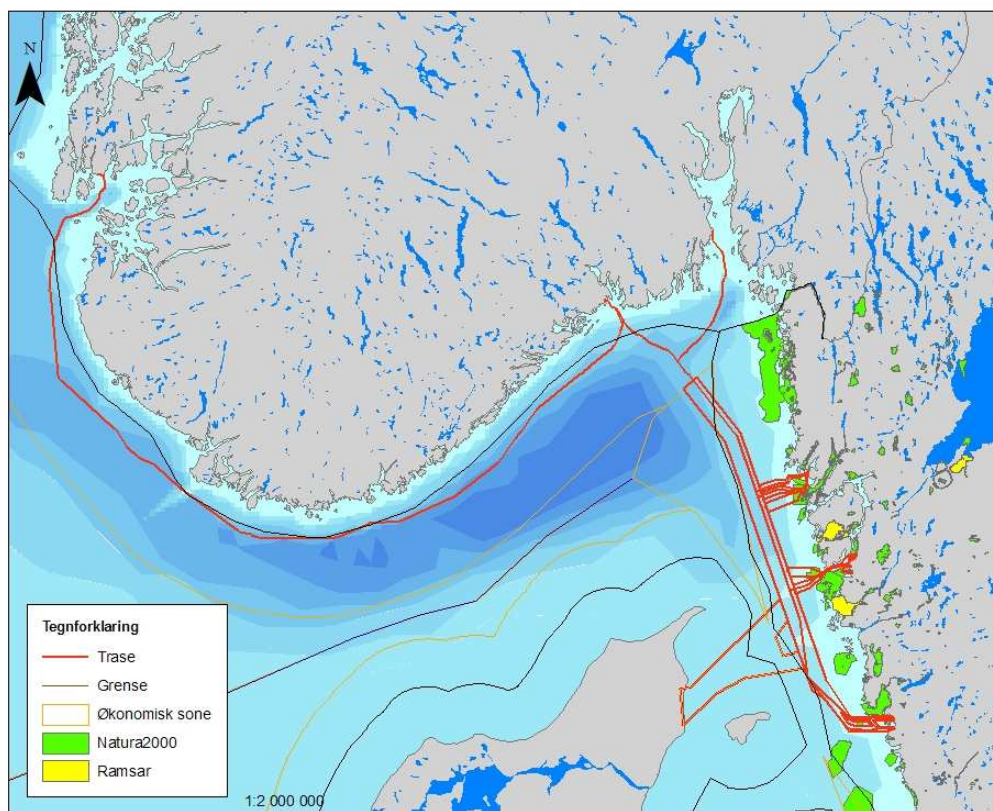 N
Tegnforklaring
Trase
Grense
Økonomisk sone
Natura2000
Ramsar
1:2 000 000